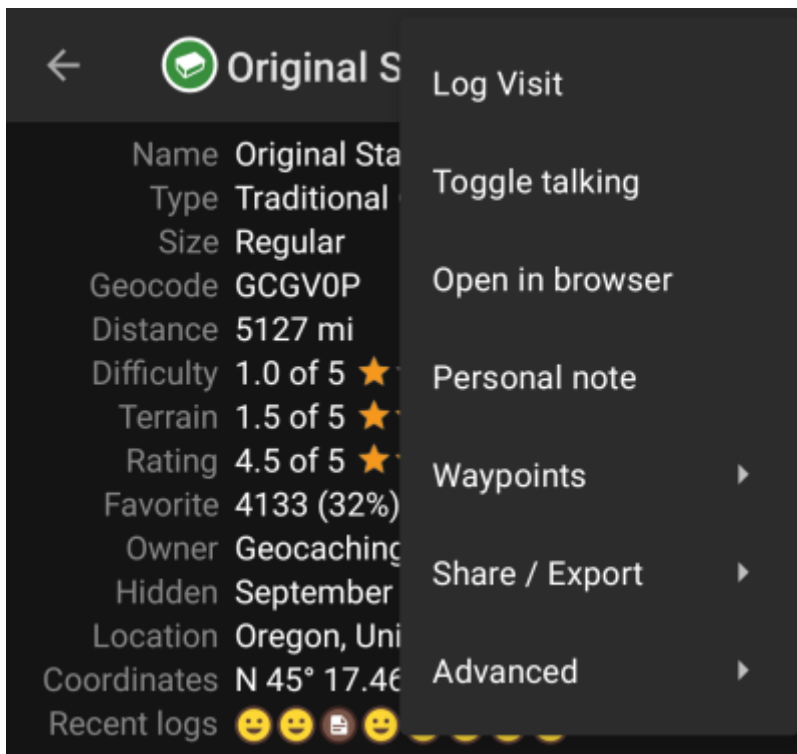 Original S
Name Original Sta
Type Traditional
Size Regular
Geocode GCGV0P
Distance 5127 mi
Difficulty 1.0 of 5
Terrain 1.5 of 5
Rating 4.5 of 5
Favorite 4133 (32%)
Owner Geocaching
Hidden September
Location Oregon, Uni
Coordinates N 45° 17.46
Recent logs
Log Visit
Toggle talking
Open in browser
Personal note
Waypoints
Share / Export
Advanced